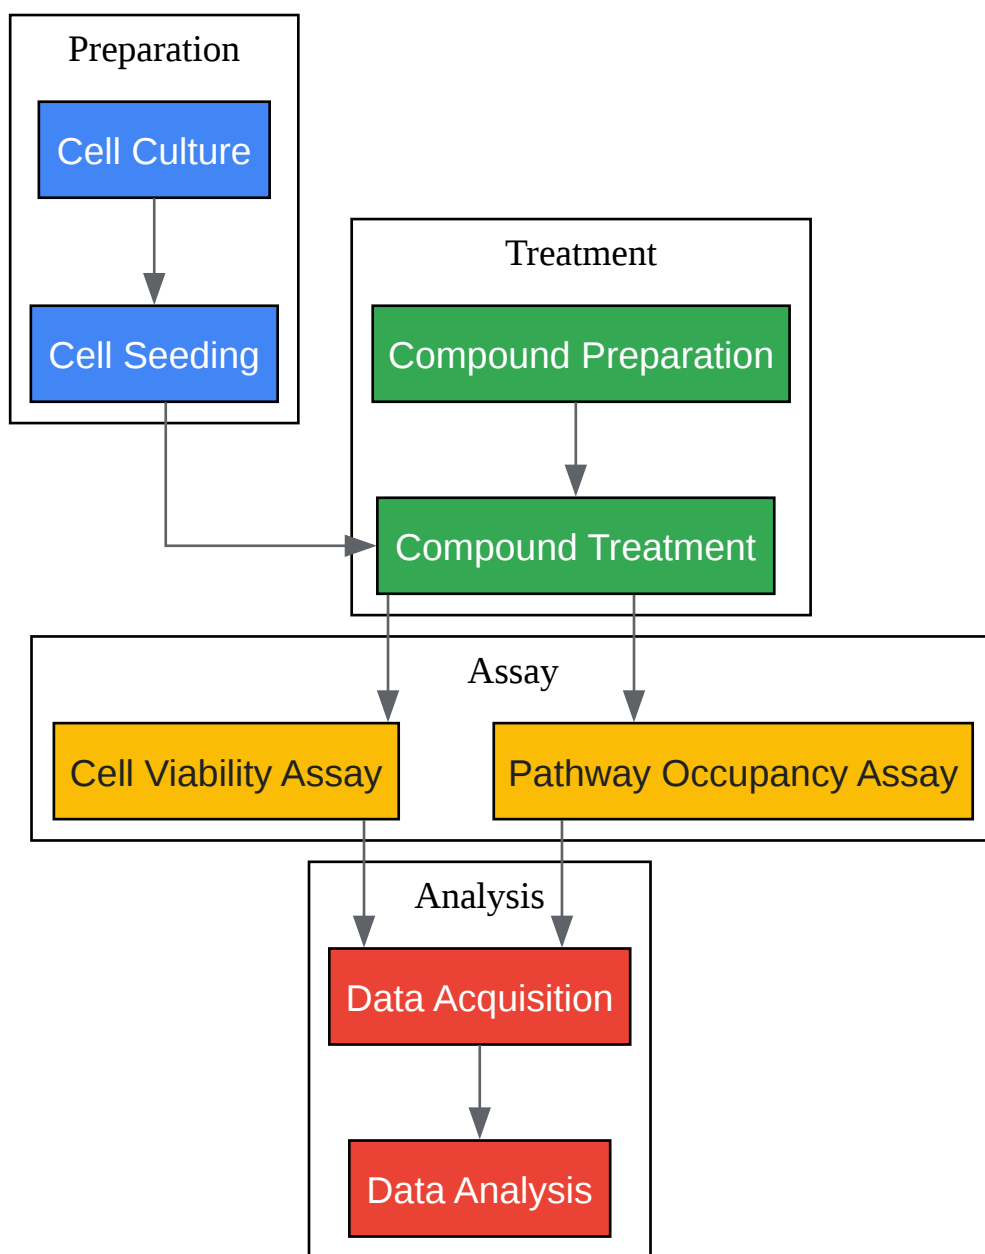 Preparation
Cell Culture
Cell Seeding
Treatment
Compound Preparation
Compound Treatment
Assay
Cell Viability Assay
Pathway Occupancy Assay
Analysis
Data Acquisition
Data Analysis